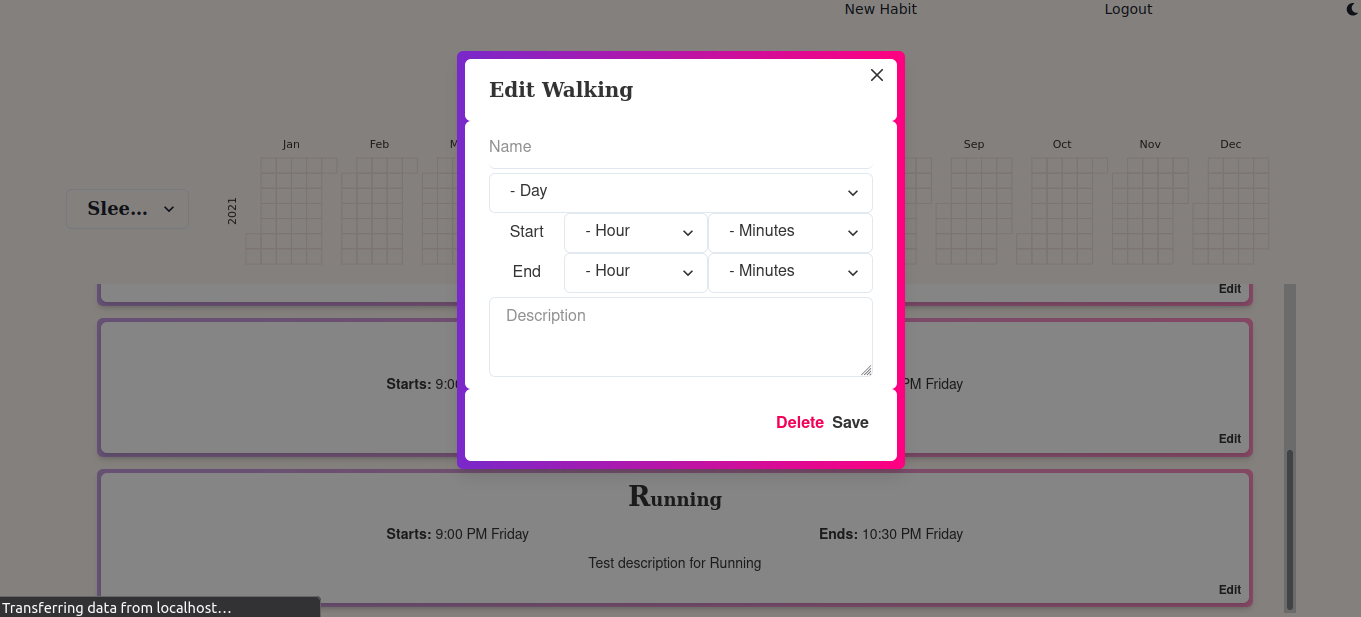 New Habit Logout
Edit Walking
Name
Jan Feb M Sep Oct Nov Dec
- Day
Slee...
2021
Start - Hour - Minutes
End - Hour - Minutes
Edit
Description
Starts: 9:00 PM Friday
Delete Save
Edit
Running
Starts: 9:00 PM Friday Ends: 10:30 PM Friday
Test description for Running
Edit
Transferring data from localhost...